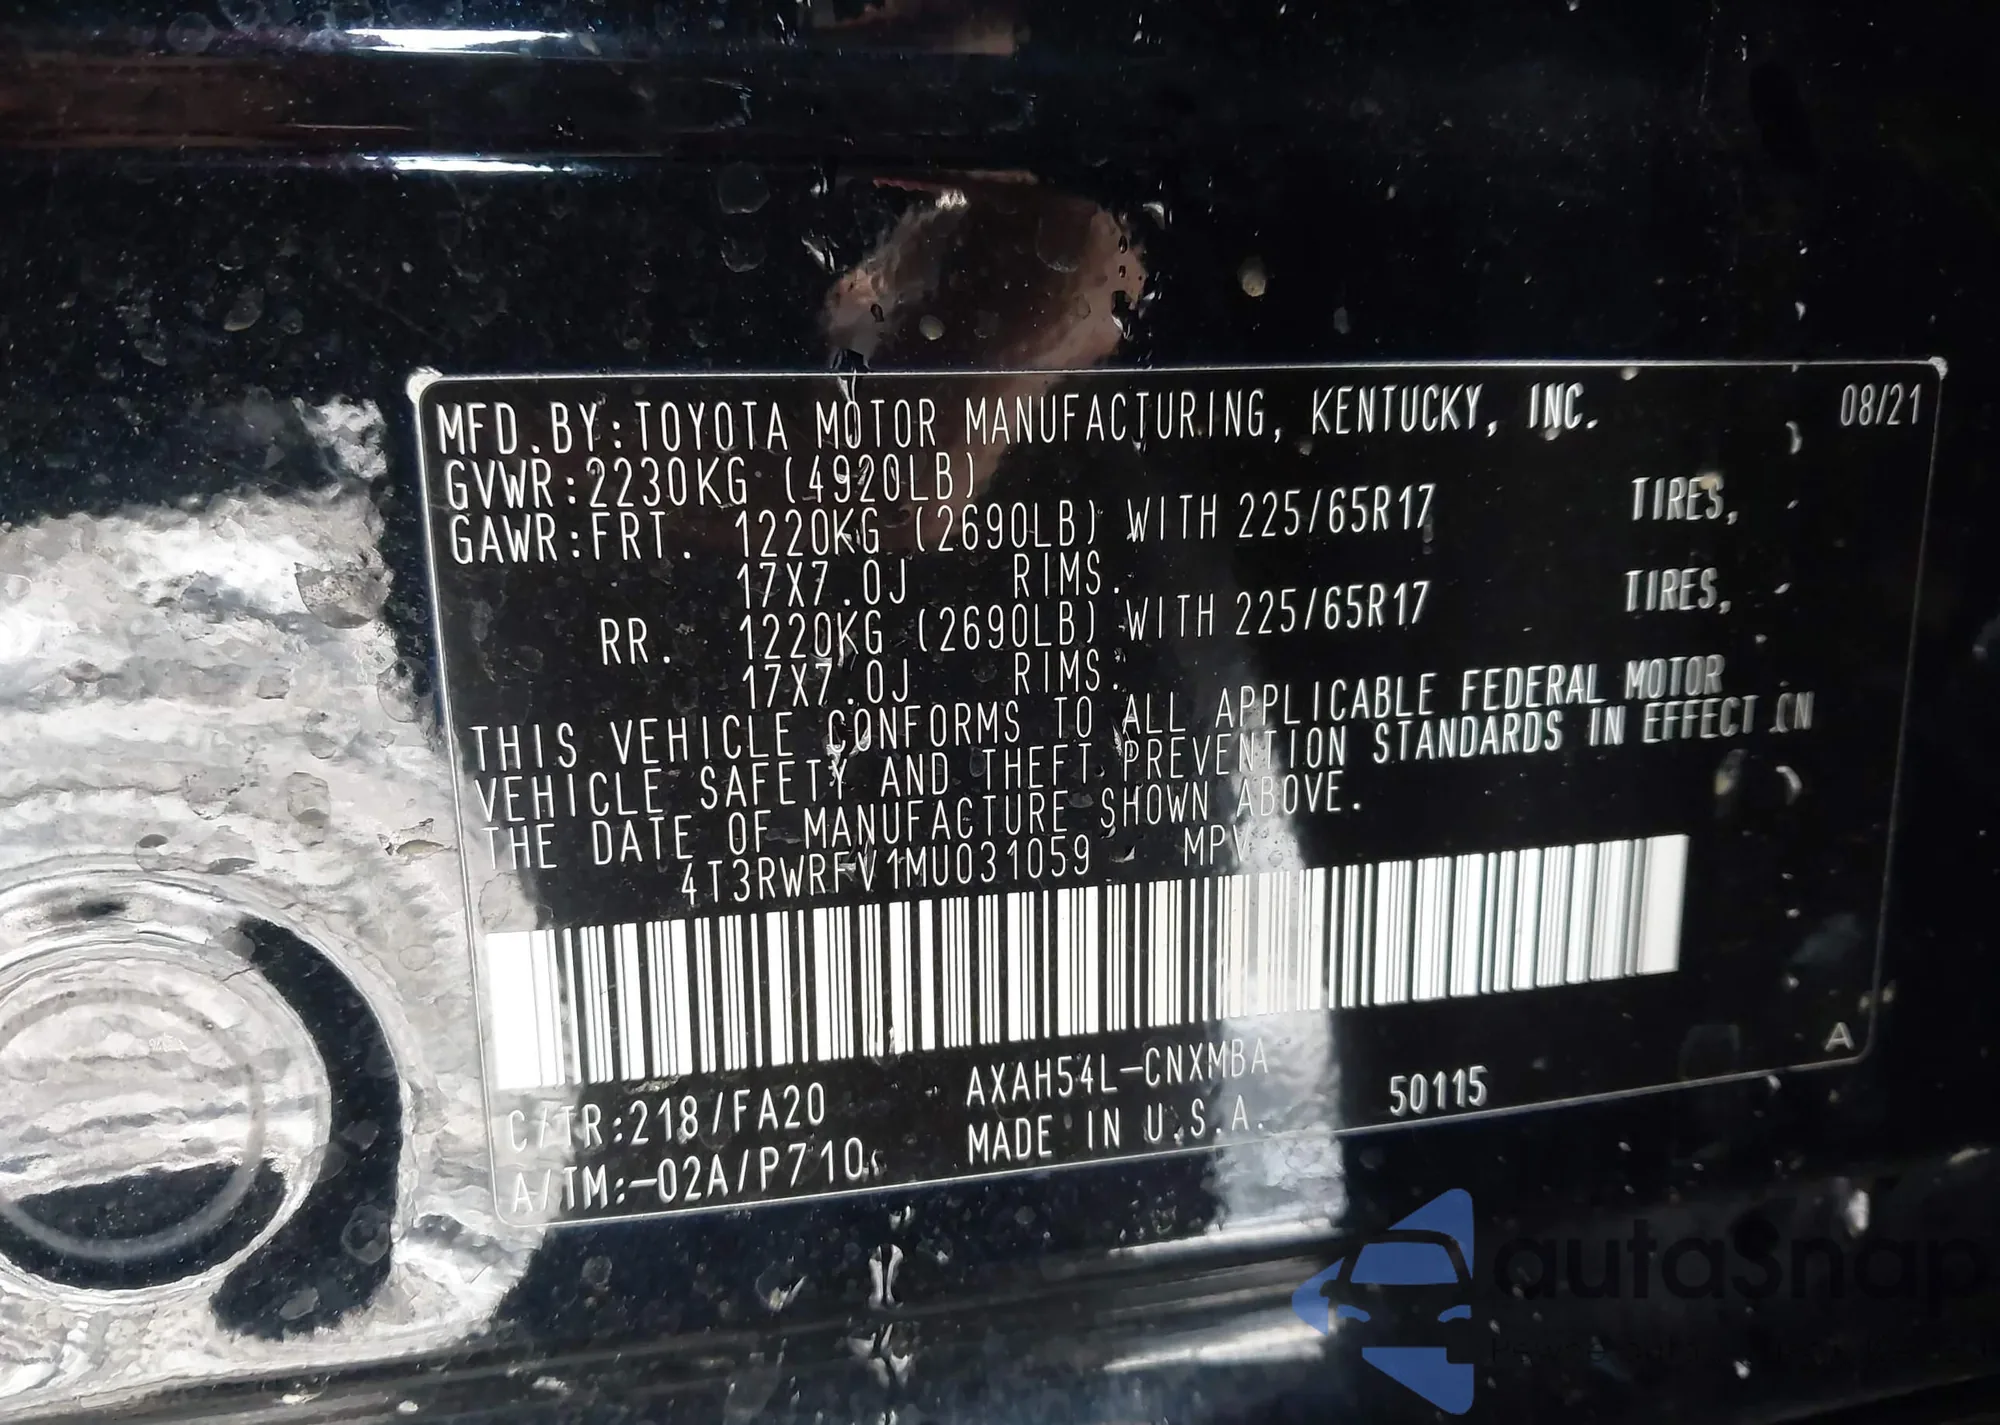 MFD.BY:TOYOTA MOTOR MANUFACTURING, KENTUCKY, INC. 08/21
GVWR:2230KG (4920LB)
GAWR:FRT. 1220KG (2690LB) WITH 225/65R17 TIRES,
17X7.0J RIMS.
RR. 1220KG (2690LB) WITH 225/65R17 TIRES,
17X7.0J RIMS.
THIS VEHICLE CONFORMS TO ALL APPLICABLE FEDERAL MOTOR
VEHICLE SAFETY AND THEFT PREVENTION STANDARDS IN EFFECT ON
THE DATE OF MANUFACTURE SHOWN ABOVE.
4T3RWRFV1MU031059 MPV
A
C/TR:218/FA20 AXAH54L-CNXMBA
A/TM:-02A/P710 MADE IN U.S.A. 50115
autosnap